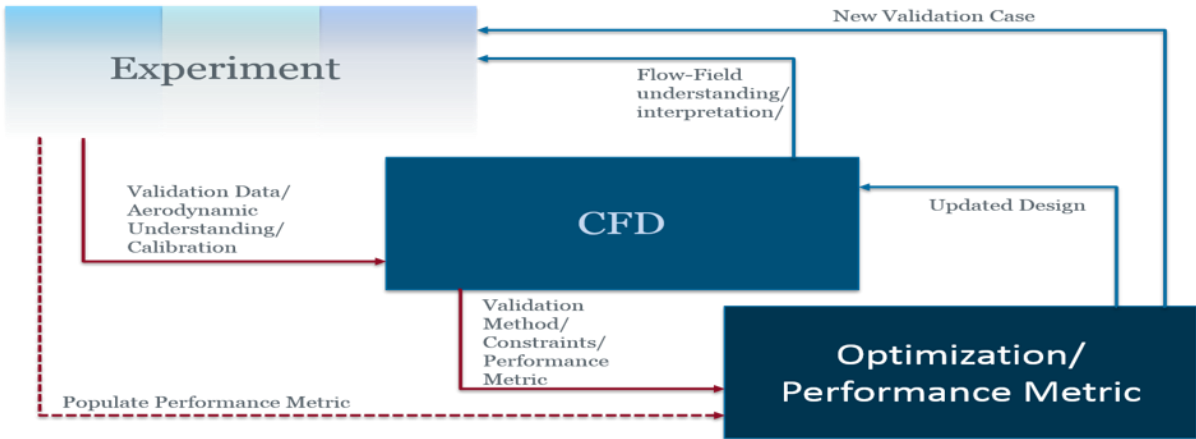 New Validation Case
Experiment
Flow-Field
understanding/
interpretation/
Validation Data/
Aerodynamic
Understanding/
Calibration
CFD
Updated Design
Validation
Method/
Constraints/
Performance
Metric
Optimization/
Performance Metric
Populate Performance Metric